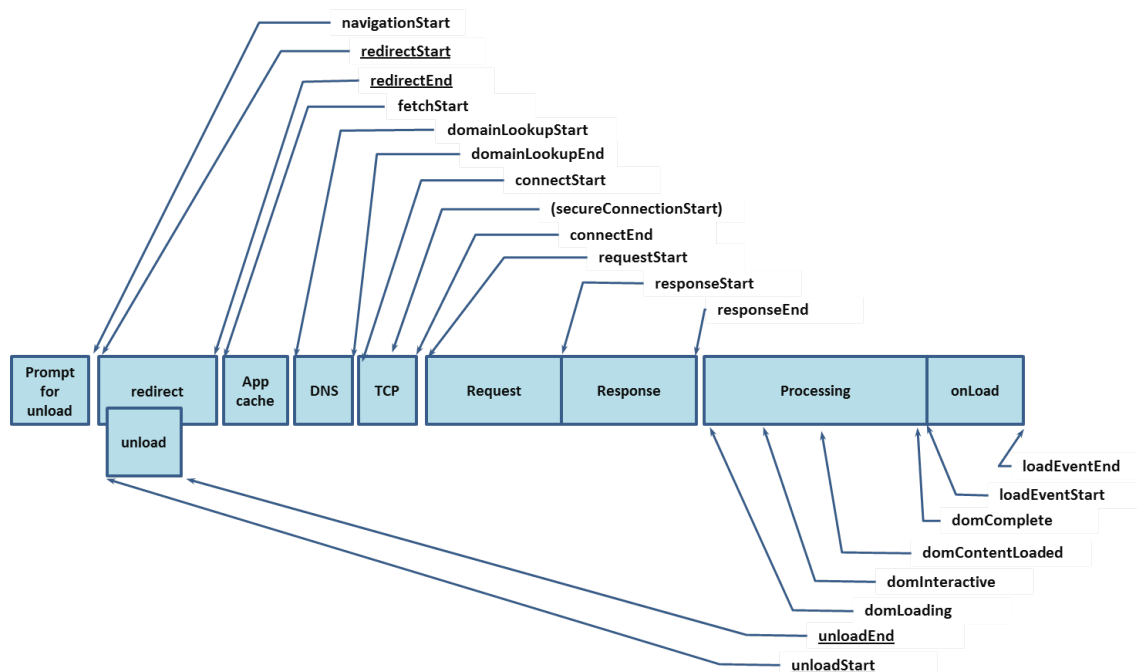 navigationStart
redirectStart
redirectEnd
fetchStart
domainLookupStart
domainLookupEnd
connectStart
(secureConnectionStart)
connectEnd
requestStart
responseStart
responseEnd
Prompt
for
unload
redirect
App
cache
DNS
TCP
Request
Response
Processing
onLoad
unload
loadEventEnd
loadEventStart
domComplete
domContentLoaded
domInteractive
domLoading
unloadEnd
unloadStart